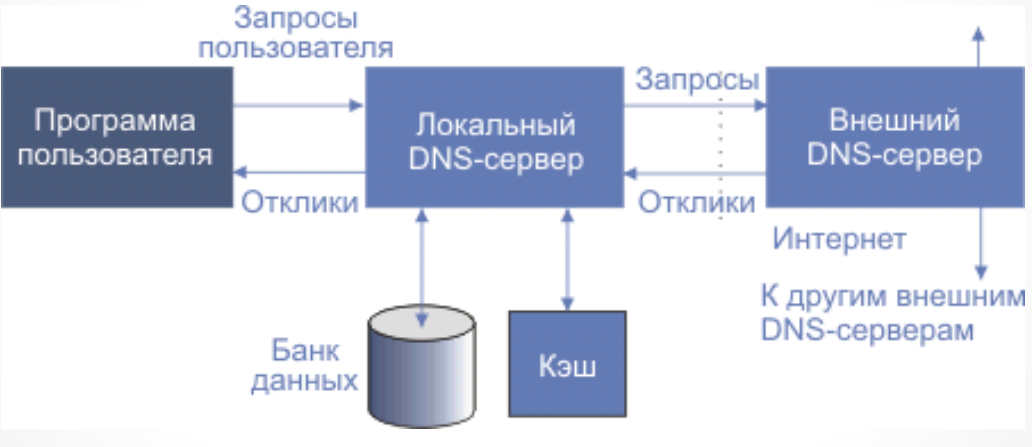 Запросы
пользователя
Программа
пользователя
Отклики
Локальный
DNS-сервер
Запросы
Отклики
Внешний
DNS-сервер
Интернет
К другим внешним
DNS-серверам
Банк
данных
Кэш